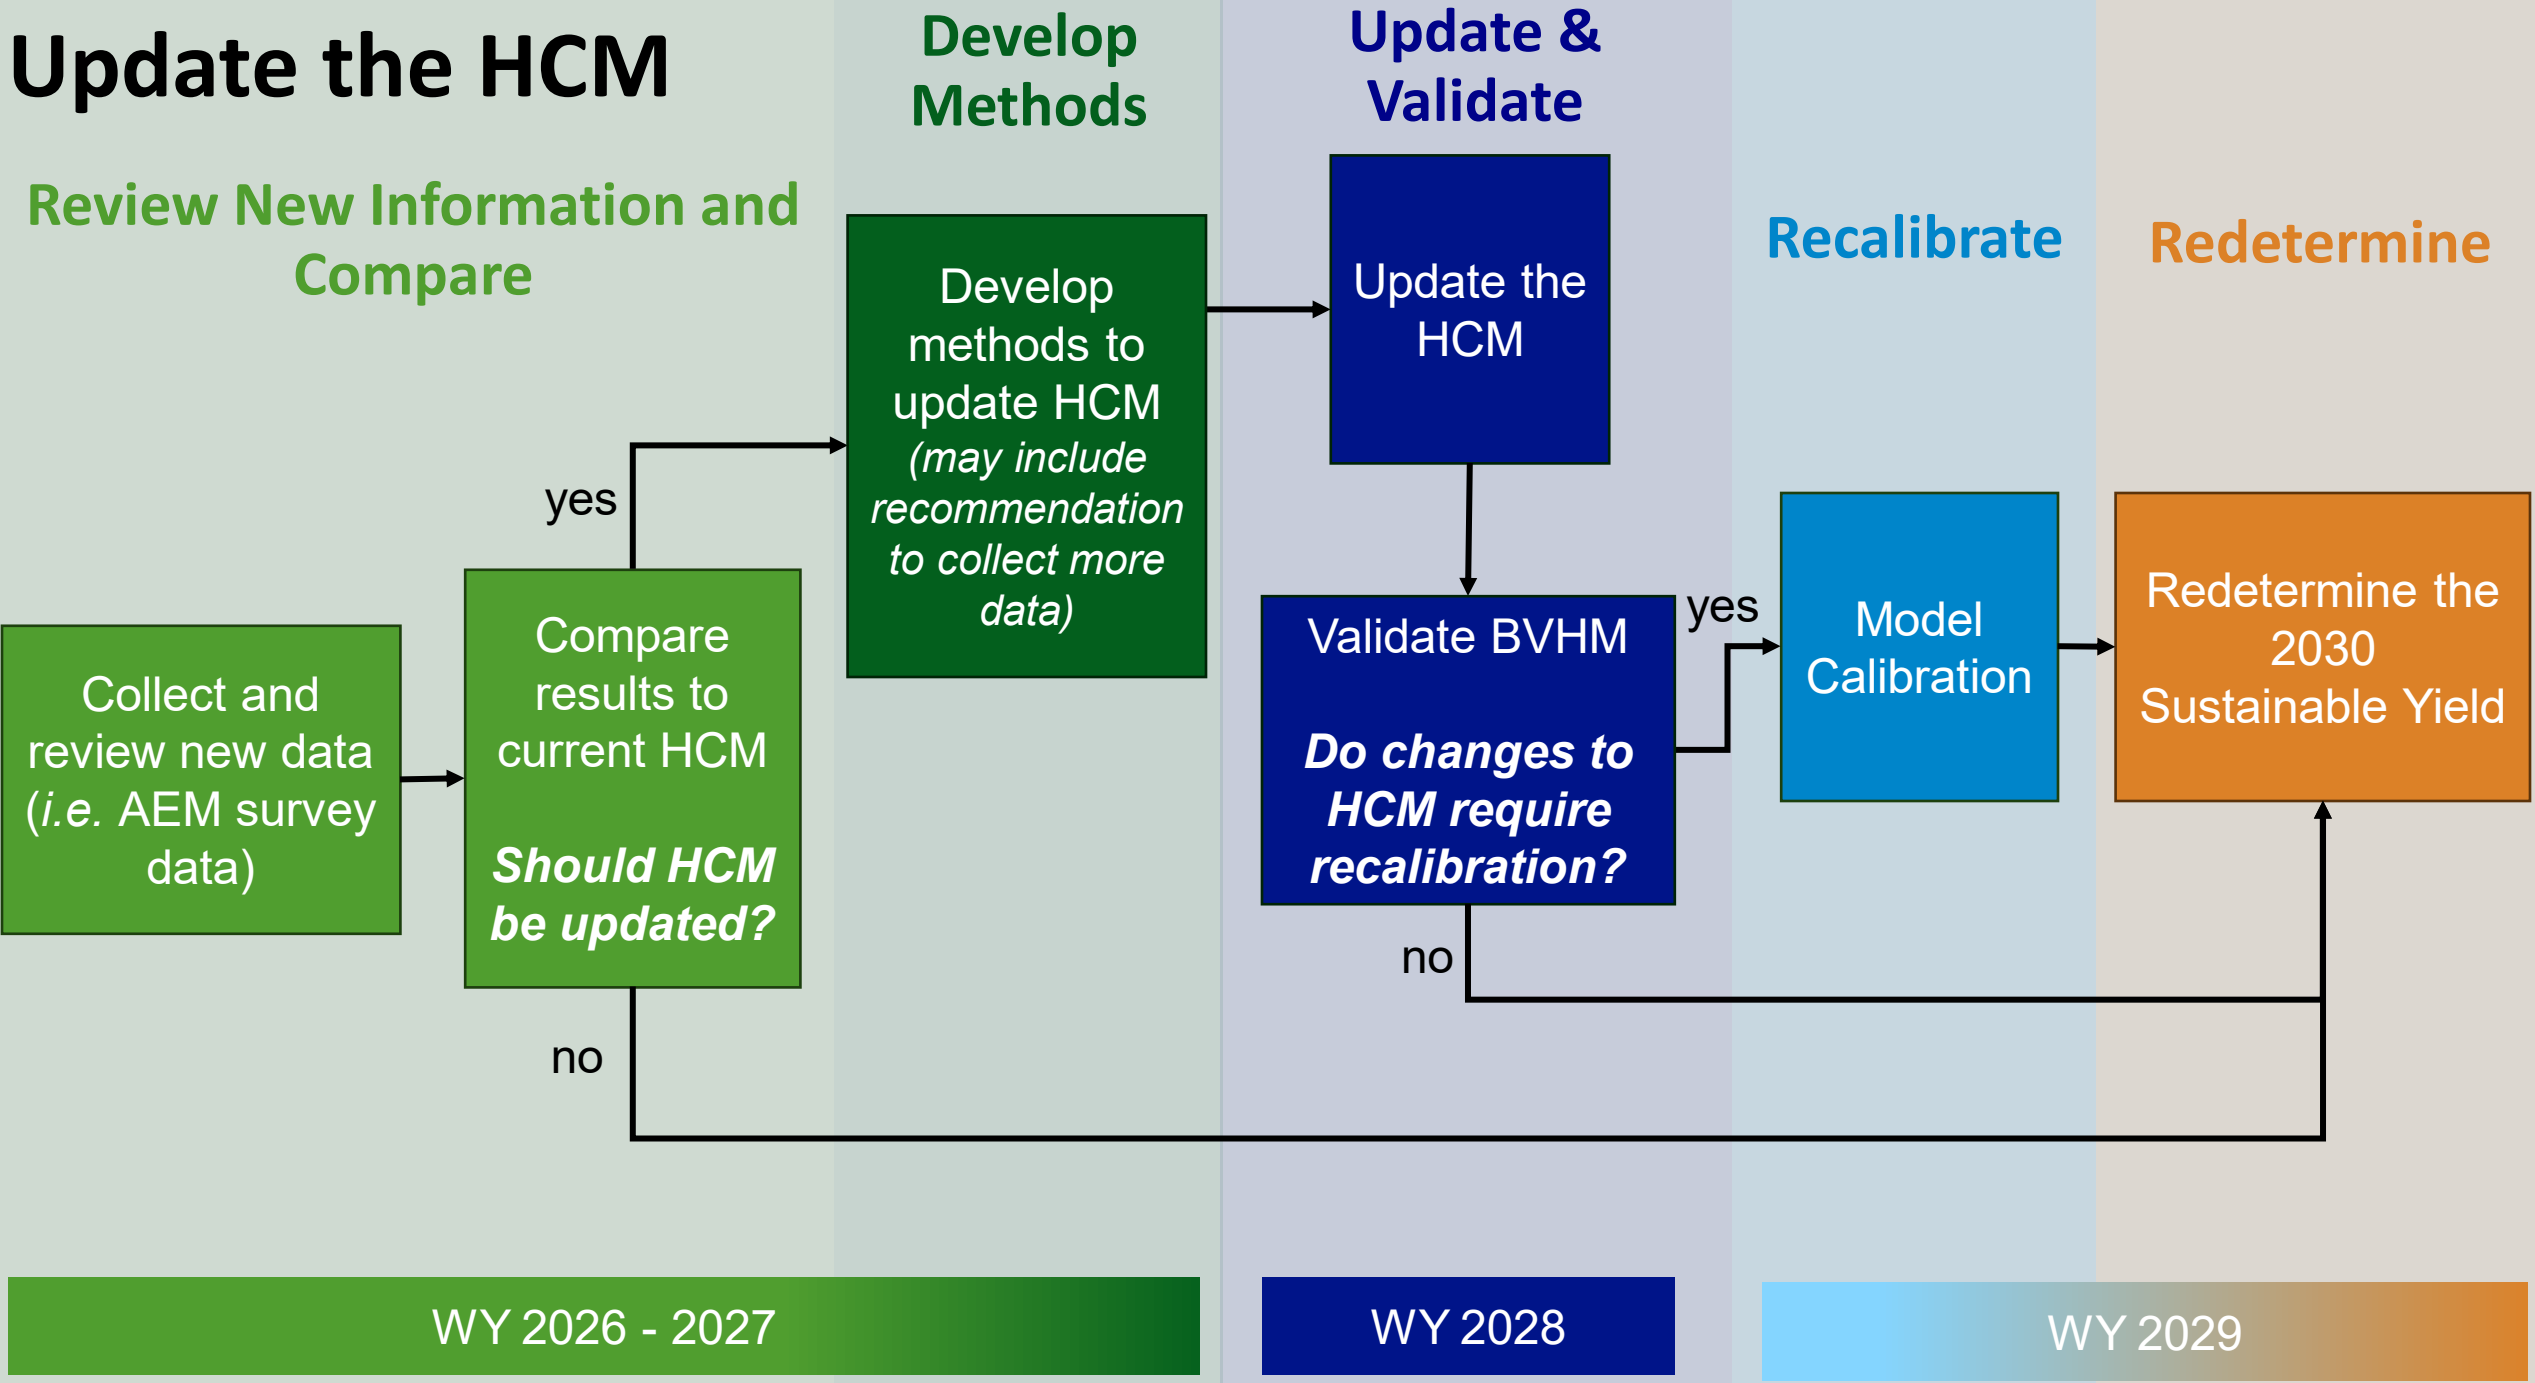 Update the HCM
Review New Information and
Compare
Develop
Methods
Update &
Validate
Recalibrate
Redetermine
Collect and
review new data
(i.e. AEM survey
data)
Compare
results to
current HCM
Should HCM
be updated?
yes
no
Develop
methods to
update HCM
(may include
recommendation
to collect more
data)
Update the
HCM
Validate BVHM
Do changes to
HCM require
recalibration?
yes
no
Model
Calibration
Redetermine the
2030
Sustainable Yield
WY 2026 - 2027
WY 2028
WY 2029